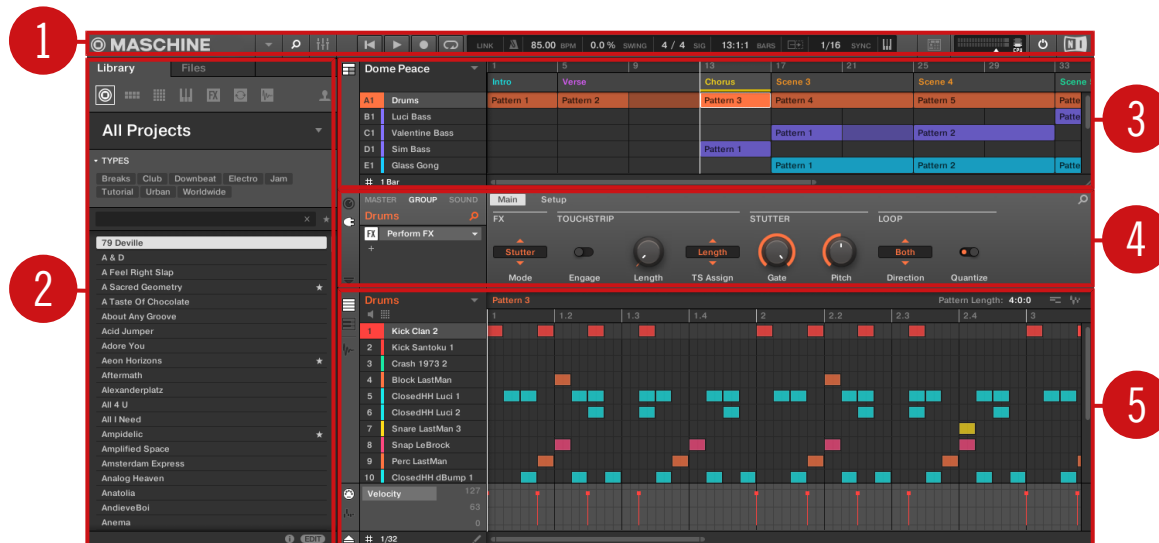 1
MASCHINE
LINK 85.00 BPM 0.0 % SWING 4 / 4 SIG 13:1:1 BARS 1/16 SYNC CPU NI
Library Files
FX
All Projects
TYPES
Breaks Club Downbeat Electro Jam
Tutorial Urban Worldwide
79 Deville
A & D
A Feel Right Slap
A Sacred Geometry
A Taste Of Chocolate
About Any Groove
Acid Jumper
Adore You
Aeon Horizons
Aftermath
Alexanderplatz
All 4 U
All I Need
Ampidelic
Amplified Space
Amsterdam Express
Analog Heaven
Anatolia
AndieveBoi
Anema
EDIT
2
Dome Peace 1 5 9 13 17 21 25 29 33
Intro Verse Chorus Scene 3 Scene 4 Scene
A1 Drums Pattern 1 Pattern 2 Pattern 3 Pattern 4 Pattern 5 Patte
B1 Luci Bass Patte
C1 Valentine Bass Pattern 1 Pattern 2
D1 Sim Bass Pattern 1
E1 Glass Gong Pattern 1 Pattern 2 Patte
# 1 Bar
3
MASTER GROUP SOUND Main Setup
Drums FX TOUCHSTRIP STUTTER LOOP
FX Perform FX
+ Stutter Length Both
Mode Engage Length TS Assign Gate Pitch Direction Quantize
4
Drums Pattern 3 Pattern Length: 4:0:0
1 1.2 1.3 1.4 2 2.2 2.3 2.4 3
1 Kick Clan 2
2 Kick Santoku 1
3 Crash 1973 2
4 Block LastMan
5 ClosedHH Luci 1
6 ClosedHH Luci 2
7 Snare LastMan 3
8 Snap LeBrock
9 Perc LastMan
10 ClosedHH dBump 1
Velocity 127
63
0
# 1/32
5